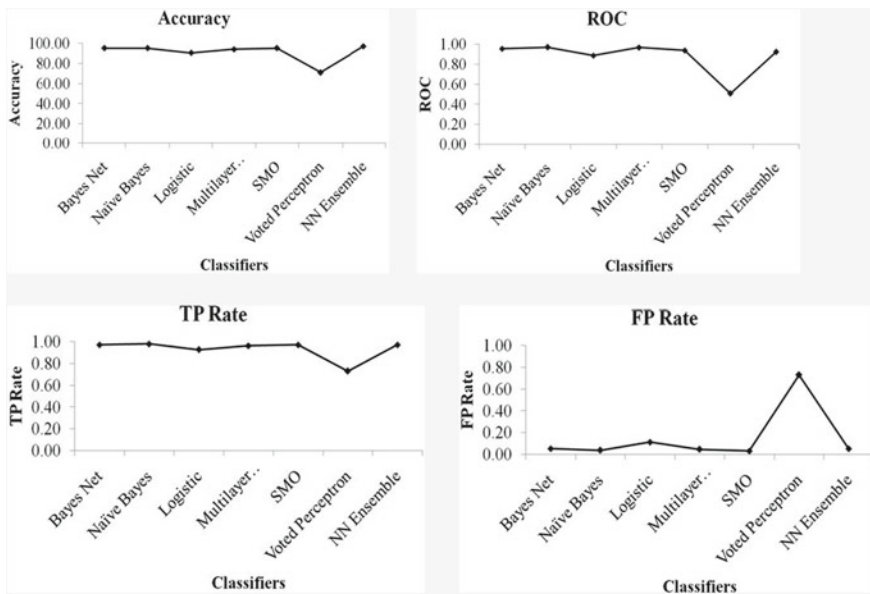 Accuracy
Accuracy
100.00
80.00
60.00
40.00
20.00
0.00
Bayes Net
Naïve Bayes
Logistic
Multilayer..
SMO
Voted Perceptron
NN Ensemble
Classifiers
ROC
ROC
1.00
0.80
0.60
0.40
0.20
0.00
Bayes Net
Naïve Bayes
Logistic
Multilayer..
SMO
Voted Perceptron
NN Ensemble
Classifiers
TP Rate
TP Rate
1.00
0.80
0.60
0.40
0.20
0.00
Bayes Net
Naïve Bayes
Logistic
Multilayer..
SMO
Voted Perceptron
NN Ensemble
Classifiers
FP Rate
FP Rate
1.00
0.80
0.60
0.40
0.20
0.00
Bayes Net
Naïve Bayes
Logistic
Multilayer..
SMO
Voted Perceptron
NN Ensemble
Classifiers